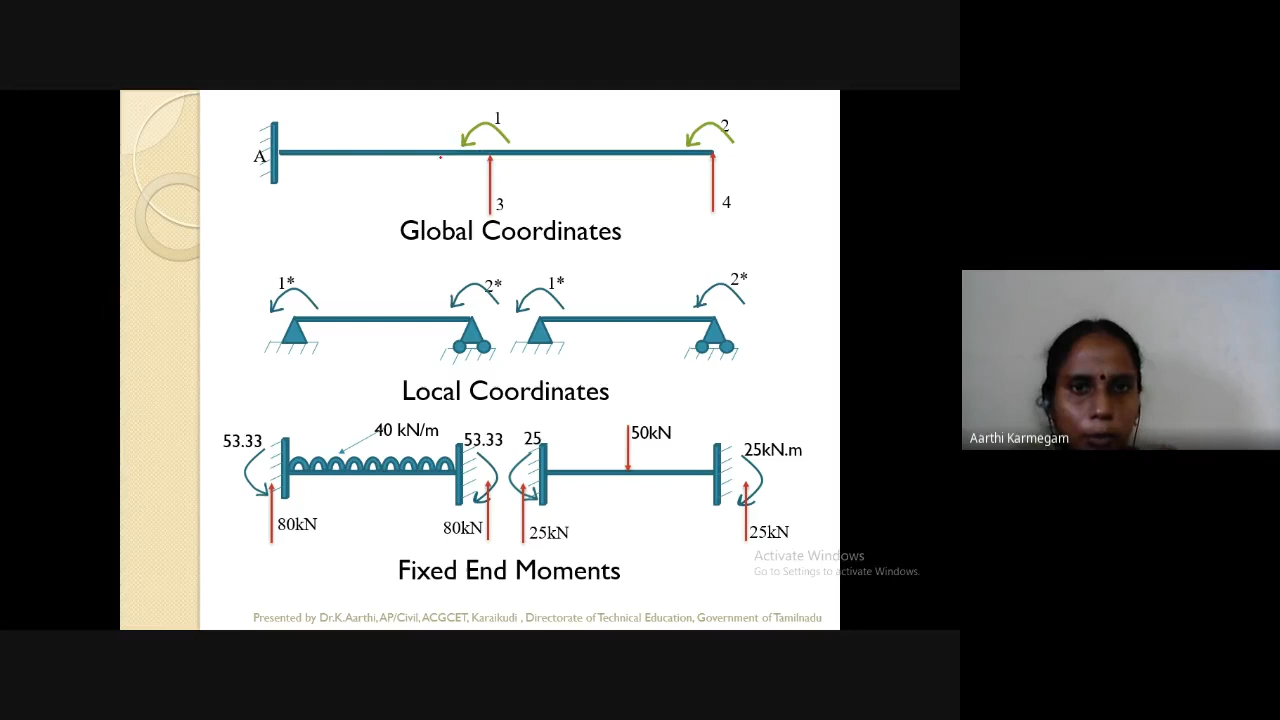 1
2
A
3
4
Global Coordinates
1*
2*
1*
2*
Local Coordinates
53.33
40 kN/m
53.33
25
50kN
25kN.m
80kN
80kN
25kN
25kN
Fixed End Moments
Presented by Dr.K.Aarthi, AP/Civil, ACGCET, Karaikudi , Directorate of Technical Education, Government of Tamilnadu
Activate Windows
Go to Settings to activate Windows.
Aarthi Karmegam